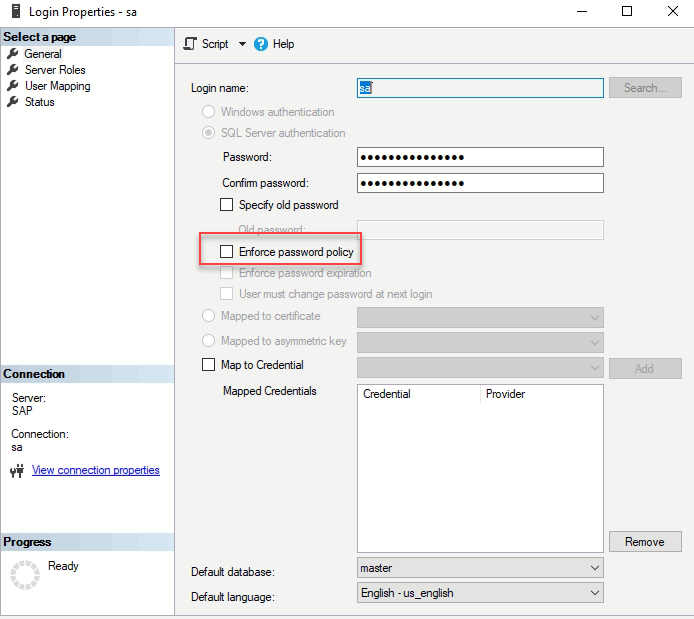 Login Properties - sa
Select a page
General
Server Roles
User Mapping
Status
Connection
Server:
SAP
Connection:
sa
View connection properties
Progress
Ready
Script Help
Login name: sa Search...
Windows authentication
SQL Server authentication
Password: ●●●●●●●●●●●●●●●
Confirm password: ●●●●●●●●●●●●●●●
Specify old password
Old password:
Enforce password policy
Enforce password expiration
User must change password at next login
Mapped to certificate
Mapped to asymmetric key
Map to Credential Add
Mapped Credentials Credential Provider
Remove
Default database: master
Default language: English - us_english